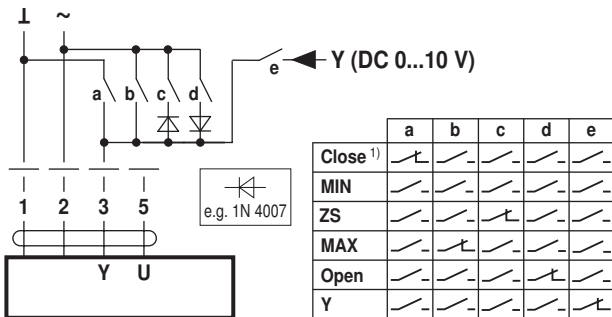 ⊥ ~
a b c d e Y (DC 0...10 V)
e.g. 1N 4007
1 2 3 5
Y U
a b c d e
Close 1)
MIN
ZS
MAX
Open
Y